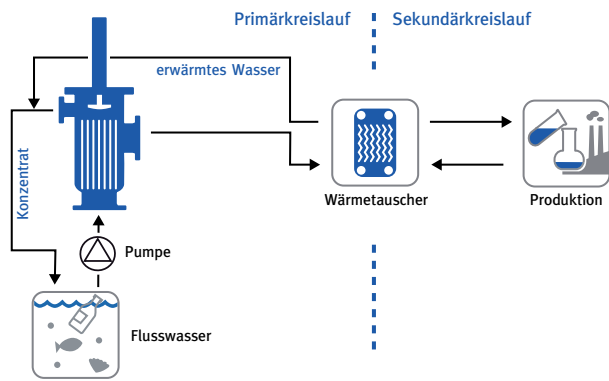 Primärkreislauf
Sekundärkreislauf
erwärmtes Wasser
Konzentrat
Wärmetauscher
Produktion
Pumpe
Flusswasser